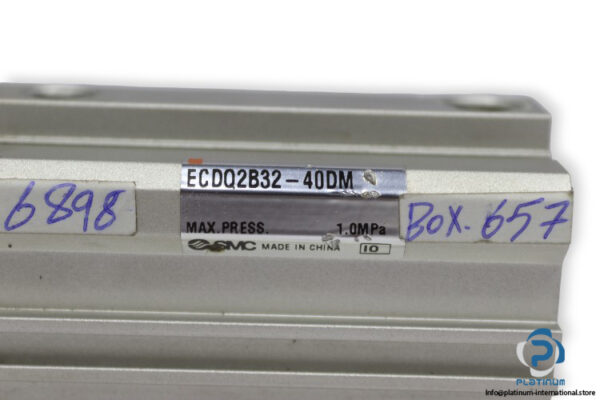 ECDQ2B32-40DM
6898
MAX.PRESS. 1.0MPa
BOX. 657
SMC MADE IN CHINA IO
PLATINUM
info@platinum-international.store